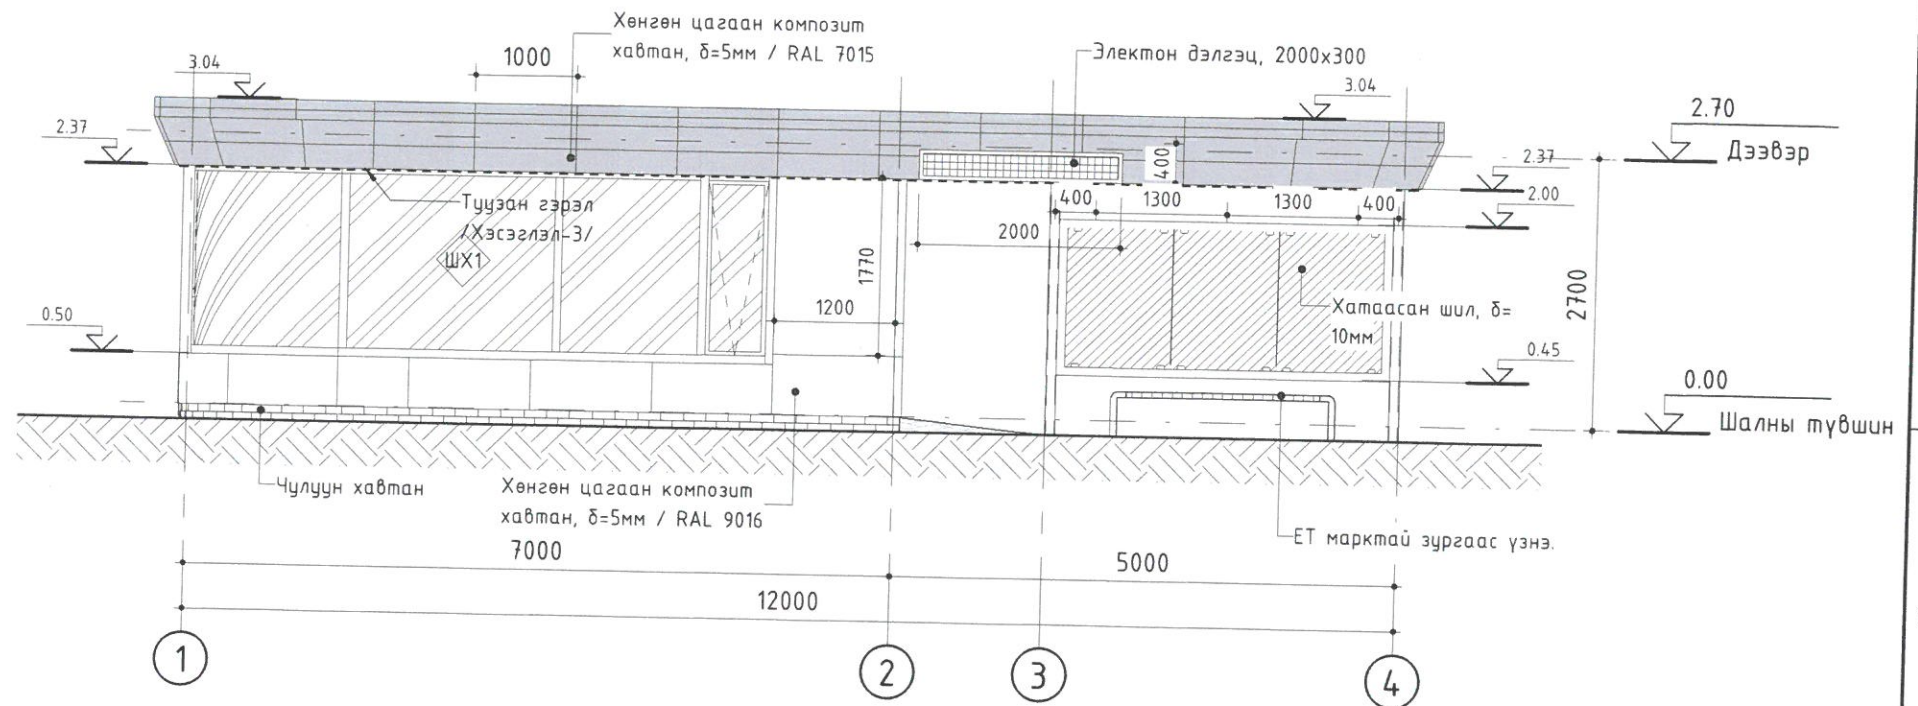 Хөнгөн цагаан композит
хавтан, δ=5мм / RAL 7015
1000
Электон дэлгэц, 2000x300
3.04
3.04
2.70
Дээвэр
2.37
2.37
400
400
1300
1300
400
2.00
Туузан гэрэл
/Хэсэглэл-3/
ШХ1
2000
1770
1200
Хатаасан шил, δ=
10мм
2700
0.50
0.45
0.00
Шалны түвшин
Чулуун хавтан
Хөнгөн цагаан композит
хавтан, δ=5мм / RAL 9016
ЕТ марктай зургаас үзнэ.
7000
5000
12000
1
2
3
4